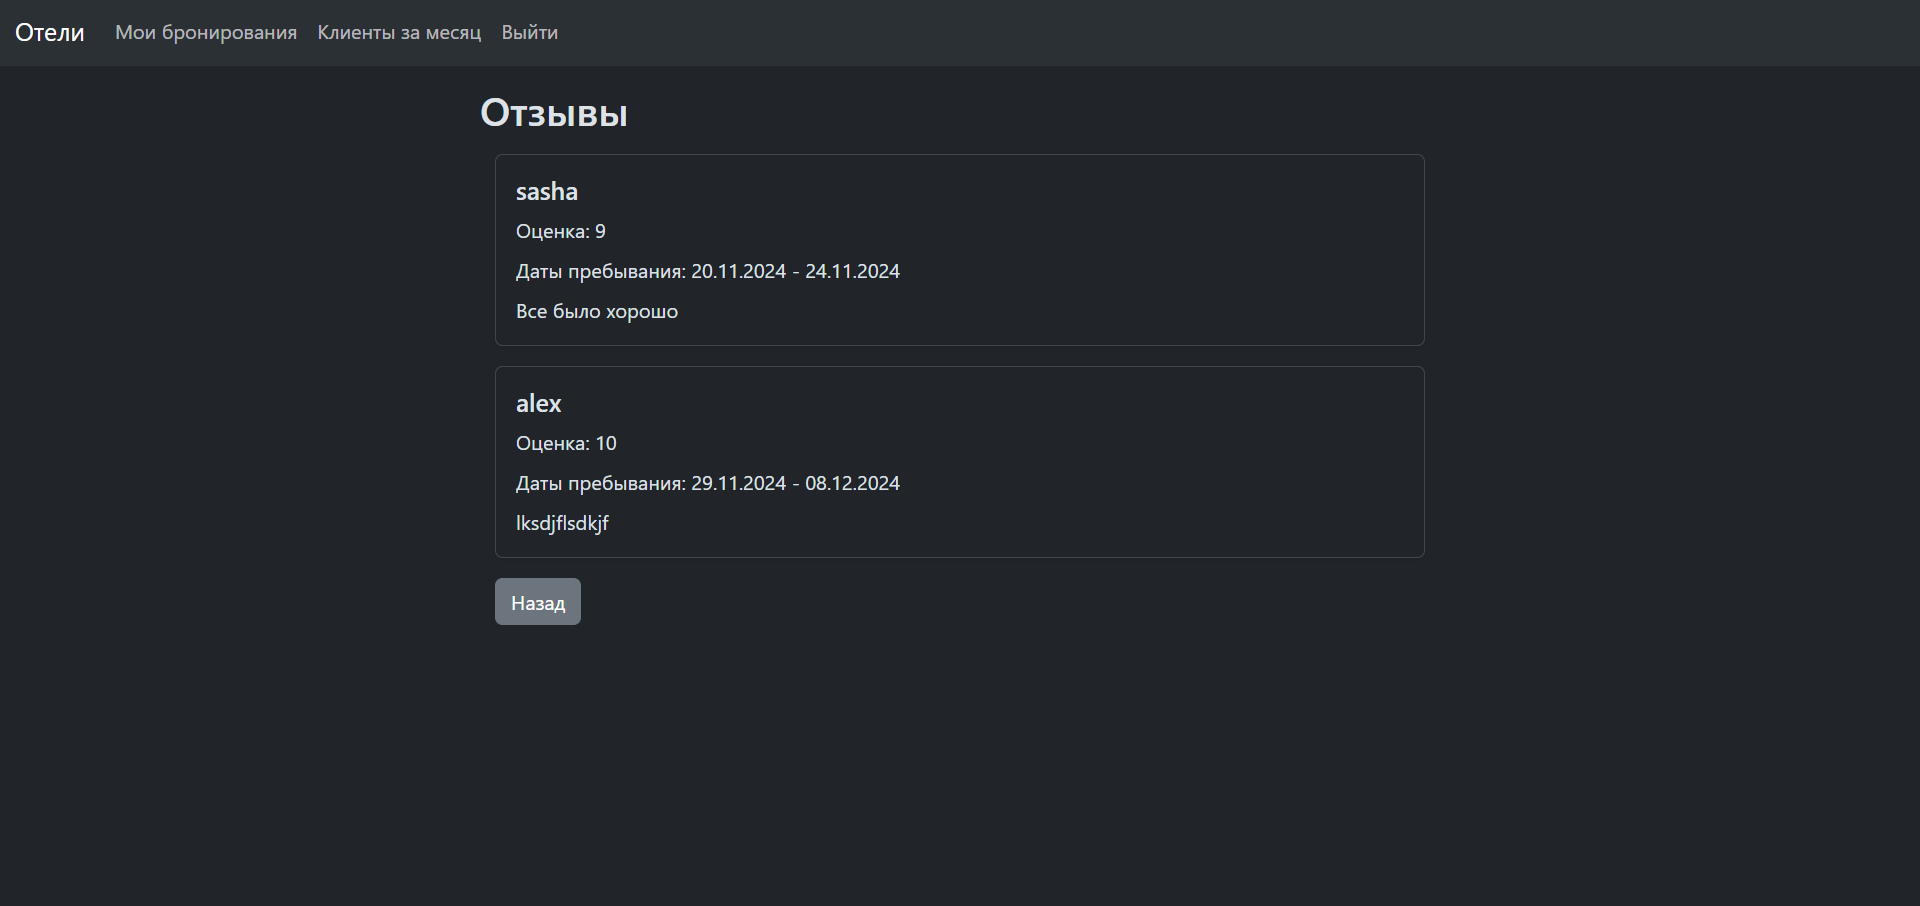 Отели Мои бронирования Клиенты за месяц Выйти
Отзывы
sasha
Оценка: 9
Даты пребывания: 20.11.2024 - 24.11.2024
Все было хорошо
alex
Оценка: 10
Даты пребывания: 29.11.2024 - 08.12.2024
lksdjflsdkjf
Назад